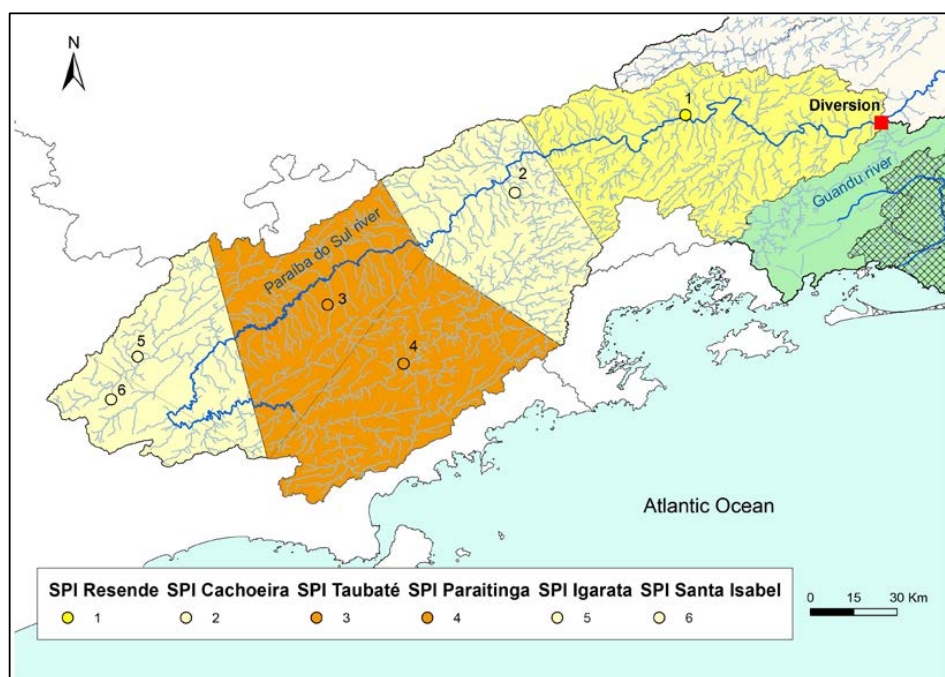 N
1
Diversion
2
Guandu river
Paraíba do Sul river
3
4
5
6
Atlantic Ocean
SPI Resende SPI Cachoeira SPI Taubaté SPI Paraitinga SPI Igarata SPI Santa Isabel
1 2 3 4 5 6
0 15 30 Km